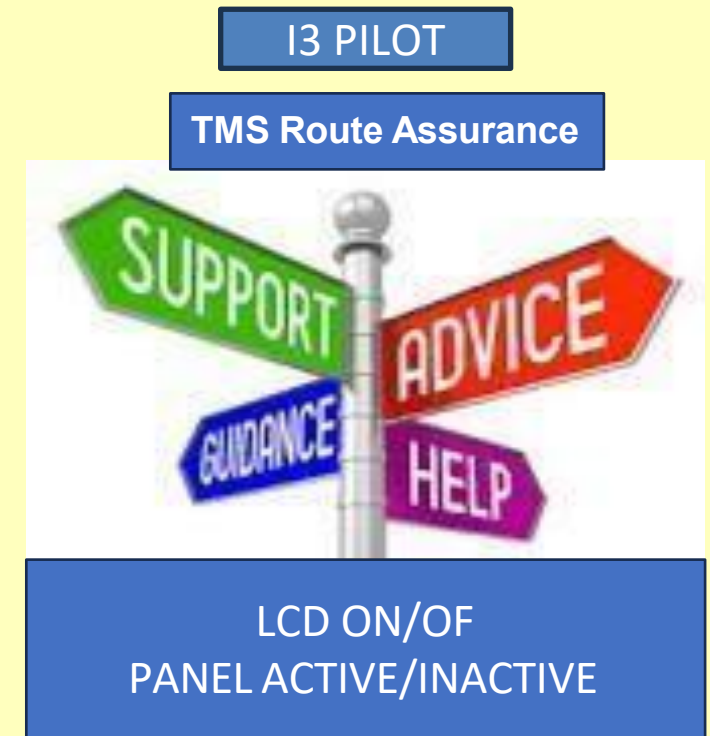 I3 PILOT
TMS Route Assurance
SUPPORT
ADVICE
GUIDANCE
HELP
LCD ON/OF
PANEL ACTIVE/INACTIVE